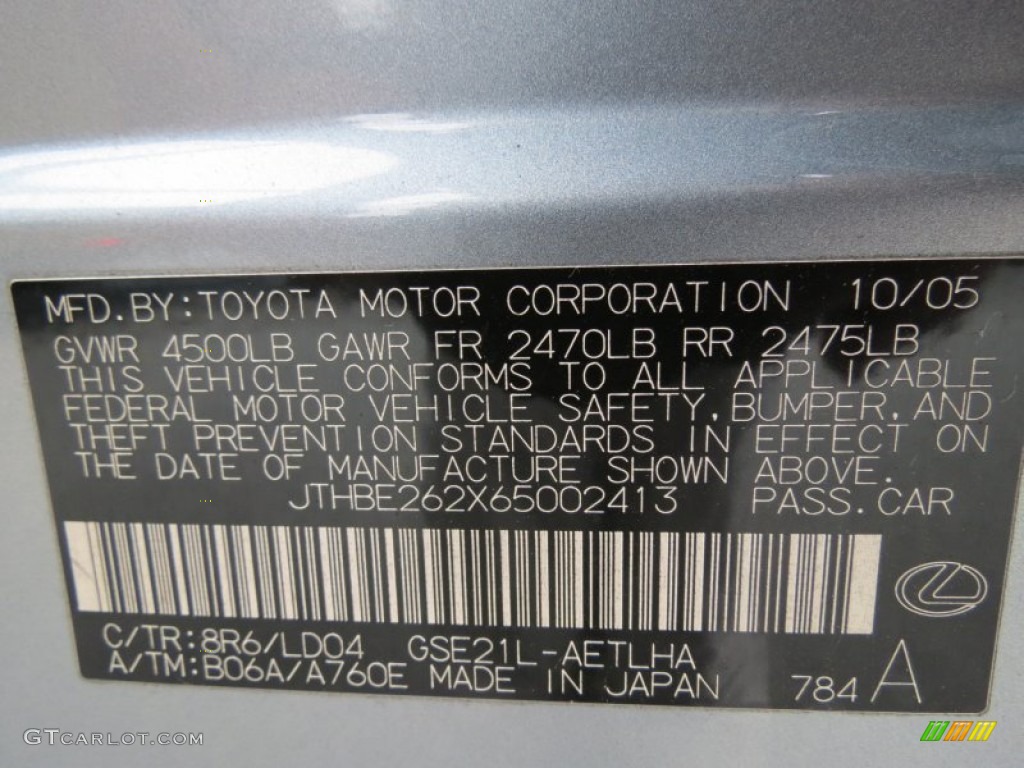 MFD. BY: TOYOTA MOTOR CORPORATION 10/05
GVWR 4500LB GAWR FR 2470LB RR 2475LB
THIS VEHICLE CONFORMS TO ALL APPLICABLE
FEDERAL MOTOR VEHICLE SAFETY, BUMPER, AND
THEFT PREVENTION STANDARDS IN EFFECT ON
THE DATE OF MANUFACTURE SHOWN ABOVE.
JTHBE262X65002413 PASS. CAR
C/TR: 8R6/LD04 GSE21L-AETLHA
A/TM: B06A/A760E MADE IN JAPAN 784 A
GTCARLOT.COM